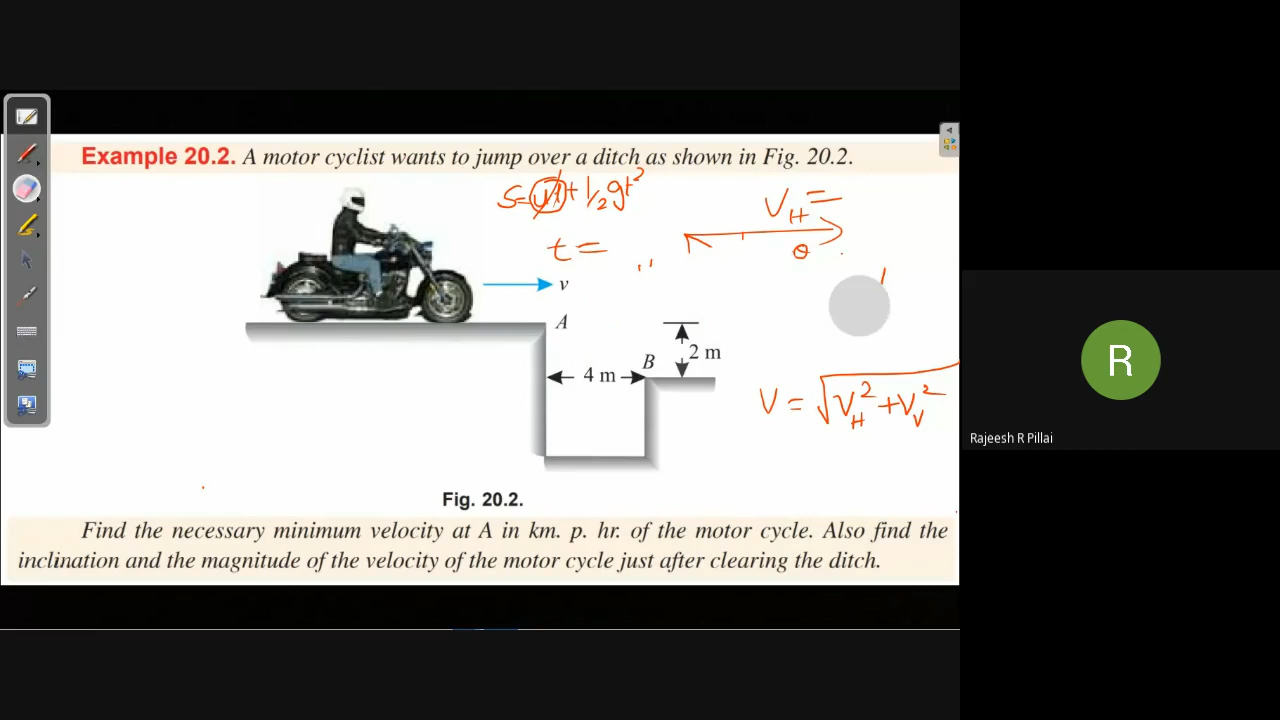 Example 20.2. A motor cyclist wants to jump over a ditch as shown in Fig. 20.2.
S=ut+1/2gt²
V_H=
t=
θ
v
A
B
2 m
4 m
V=√V_H²+V_V²
R
Rajeesh R Pillai
Fig. 20.2.
Find the necessary minimum velocity at A in km. p. hr. of the motor cycle. Also find the
inclination and the magnitude of the velocity of the motor cycle just after clearing the ditch.